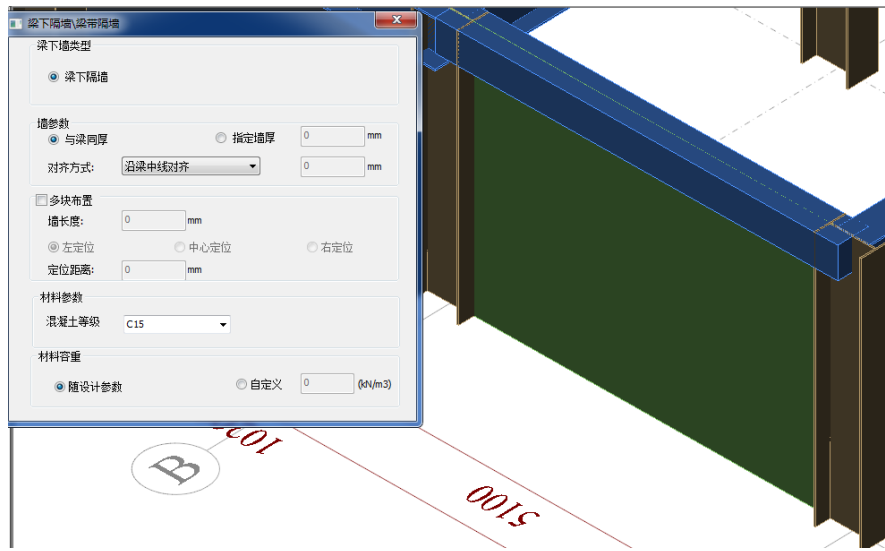 梁下隔墙\梁带隔墙
梁下墙类型
梁下隔墙
墙参数
与梁同厚 指定墙厚 0 mm
对齐方式: 沿梁中线对齐 0 mm
多块布置
墙长度: 0 mm
左定位 中心定位 右定位
定位距离: 0 mm
材料参数
混凝土等级 C15
材料容重
随设计参数 自定义 0 (kN/m3)
B
5100